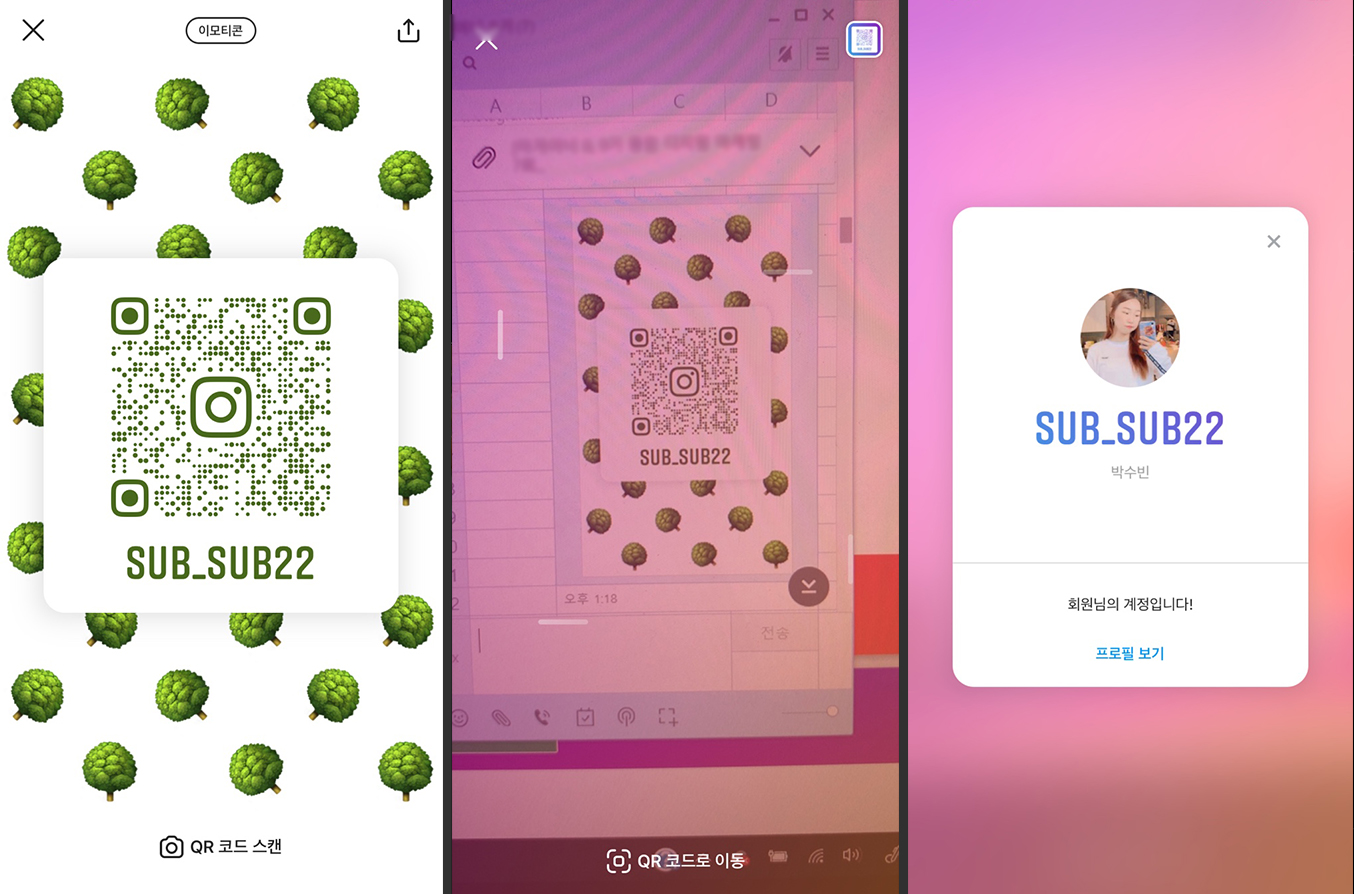 이모티콘
SUB_SUB22
QR 코드 스캔
A B C D
SUB_SUB22
오후 1:18
전송
QR 코드로 이동
SUB_SUB22
박수빈
회원님의 계정입니다!
프로필 보기